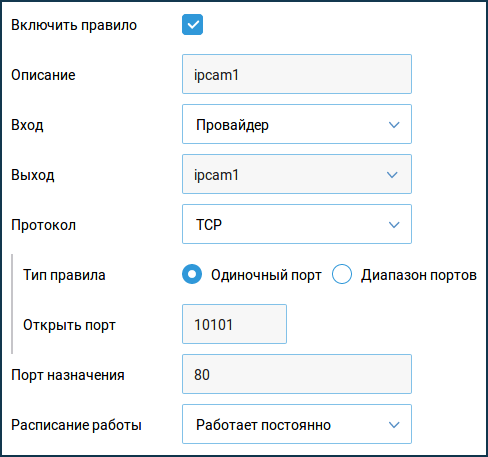 Включить правило
Описание ipcam1
Вход Провайдер
Выход ipcam1
Протокол TCP
Тип правила Одиночный порт Диапазон портов
Открыть порт 10101
Порт назначения 80
Расписание работы Работает постоянно